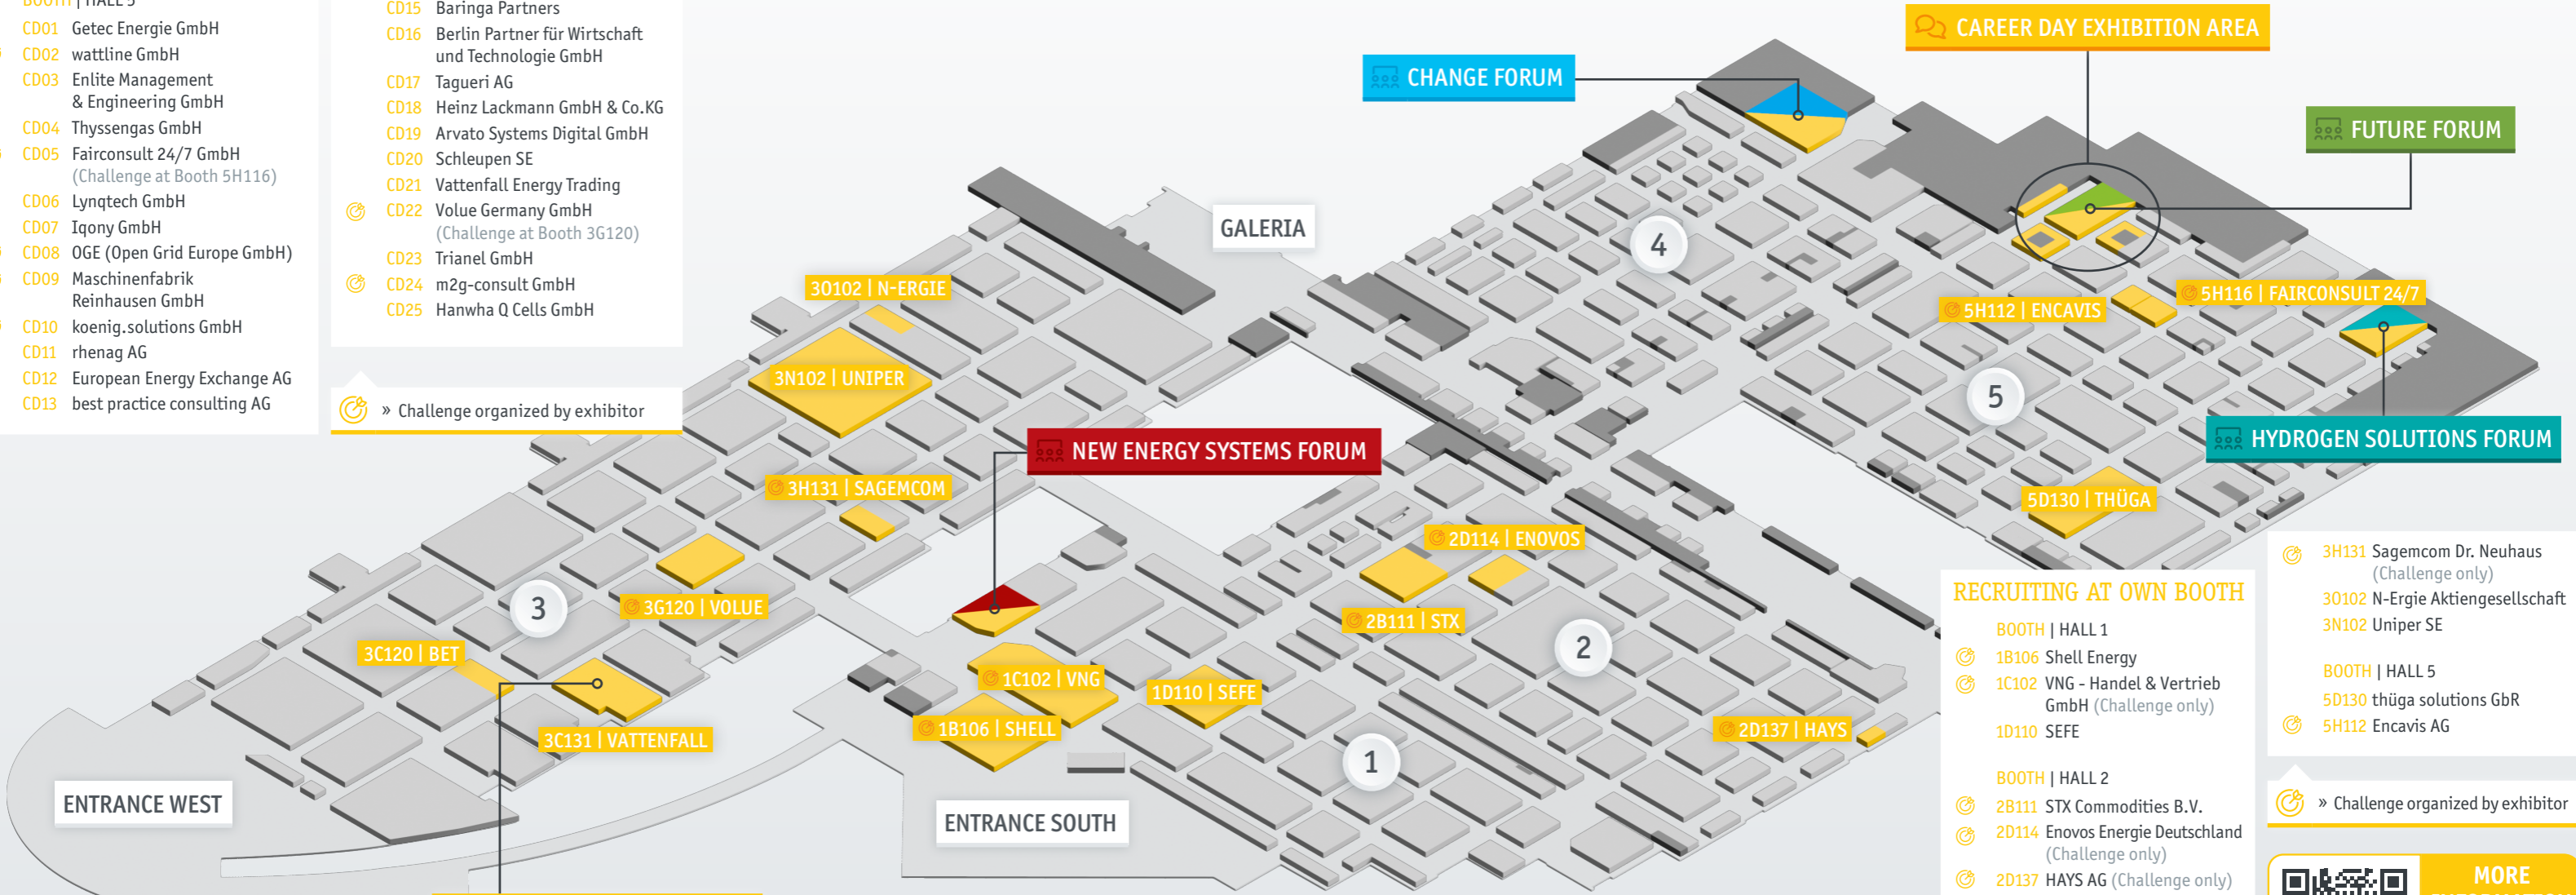 BOOTH | HALL 5
CD01 Getec Energie GmbH
CD02 wattline GmbH
CD03 Enlite Management
& Engineering GmbH
CD04 Thyssengas GmbH
CD05 Fairconsult 24/7 GmbH
(Challenge at Booth 5H116)
CD06 Lynqtech GmbH
CD07 Iqony GmbH
CD08 OGE (Open Grid Europe GmbH)
CD09 Maschinenfabrik
Reinhausen GmbH
CD10 koenig.solutions GmbH
CD11 rhenag AG
CD12 European Energy Exchange AG
CD13 best practice consulting AG
CD15 Baringa Partners
CD16 Berlin Partner für Wirtschaft
und Technologie GmbH
CD17 Tagueri AG
CD18 Heinz Lackmann GmbH & Co.KG
CD19 Arvato Systems Digital GmbH
CD20 Schleupen SE
CD21 Vattenfall Energy Trading
CD22 Volue Germany GmbH
(Challenge at Booth 3G120)
CD23 Trianel GmbH
CD24 m2g-consult GmbH
CD25 Hanwha Q Cells GmbH
» Challenge organized by exhibitor
CAREER DAY EXHIBITION AREA
CHANGE FORUM
FUTURE FORUM
GALERIA
4
3O102 | N-ERGIE
5H116 | FAIRCONSULT 24/7
5H112 | ENCAVIS
3N102 | UNIPER
5
NEW ENERGY SYSTEMS FORUM
HYDROGEN SOLUTIONS FORUM
3H131 | SAGEMCOM
5D130 | THÜGA
2D114 | ENOVOS
3
3G120 | VOLUE
2B111 | STX
2
3C120 | BET
1C102 | VNG
1D110 | SEFE
1B106 | SHELL
2D137 | HAYS
3C131 | VATTENFALL
1
ENTRANCE WEST
ENTRANCE SOUTH
RECRUITING AT OWN BOOTH
BOOTH | HALL 1
1B106 Shell Energy
1C102 VNG - Handel & Vertrieb
GmbH (Challenge only)
1D110 SEFE
BOOTH | HALL 2
2B111 STX Commodities B.V.
2D114 Enovos Energie Deutschland
(Challenge only)
2D137 HAYS AG (Challenge only)
3H131 Sagemcom Dr. Neuhaus
(Challenge only)
3O102 N-Ergie Aktiengesellschaft
3N102 Uniper SE
BOOTH | HALL 5
5D130 thüga solutions GbR
5H112 Encavis AG
» Challenge organized by exhibitor
MORE